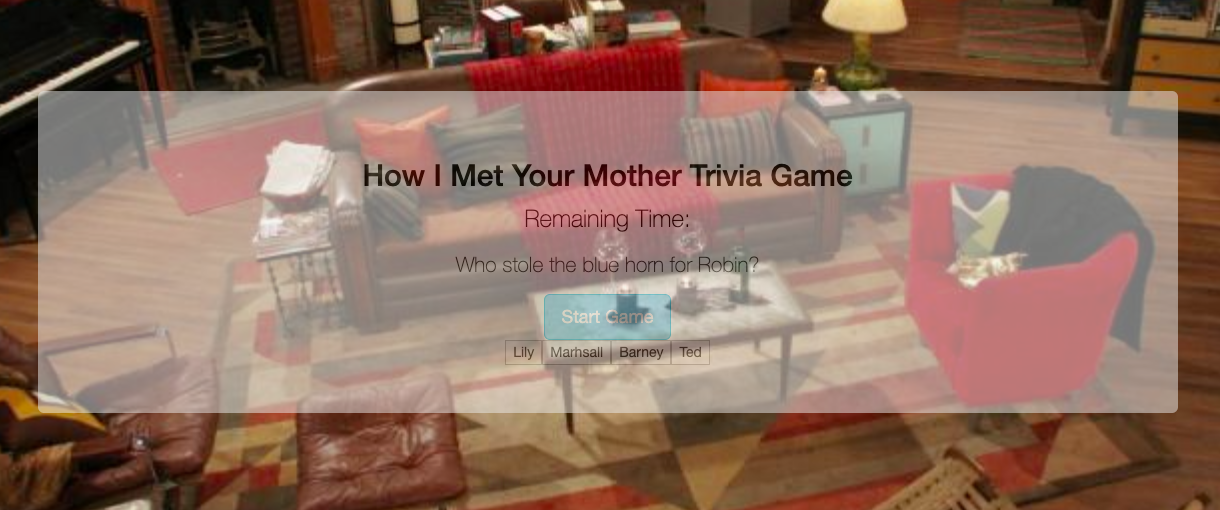 How I Met Your Mother Trivia Game
Remaining Time:
Who stole the blue horn for Robin?
Start Game
Lily Marhsall Barney Ted